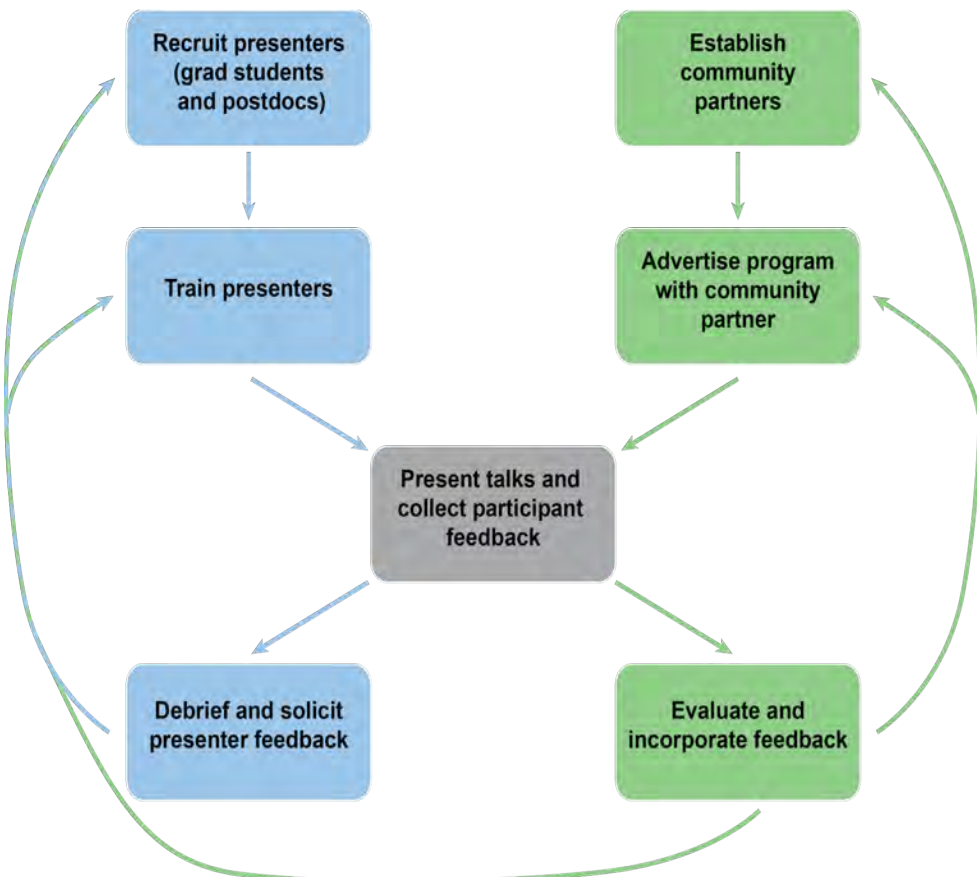 Recruit presenters
(grad students
and postdocs)
Establish
community
partners
Train presenters
Advertise program
with community
partner
Present talks and
collect participant
feedback
Debrief and solicit
presenter feedback
Evaluate and
incorporate feedback